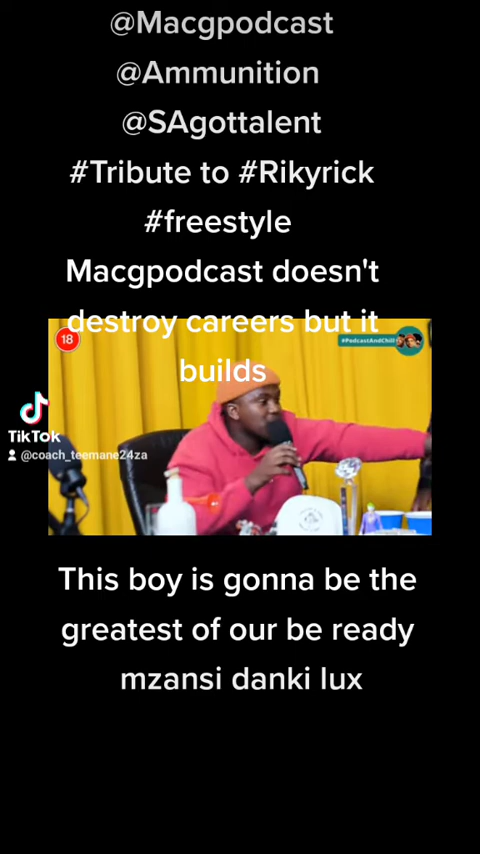 @Macgpodcast
@Ammunition
@SAgottalent
#Tribute to #Rikyrick
#freestyle
Macgpodcast doesn't
destroy careers but it
builds
18
#PodcastAndChill
TikTok
@coach_teemane24za
This boy is gonna be the
greatest of our be ready
mzansi danki lux